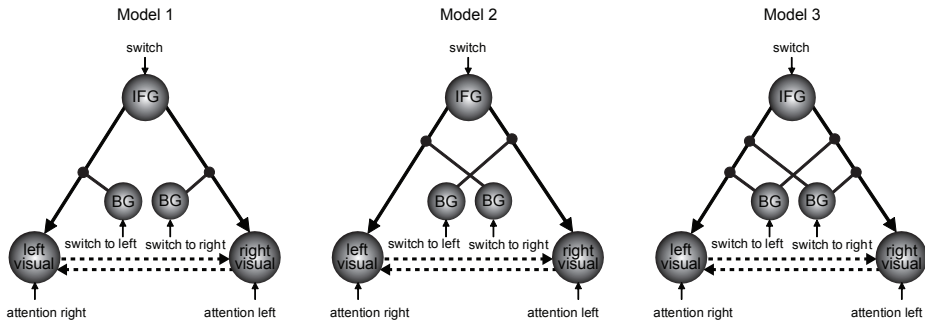 Model 1
switch
IFG
BG
BG
left
visual
switch to left
switch to right
right
visual
attention right
attention left
Model 2
switch
IFG
BG
BG
left
visual
switch to left
switch to right
right
visual
attention right
attention left
Model 3
switch
IFG
BG
BG
left
visual
switch to left
switch to right
right
visual
attention right
attention left